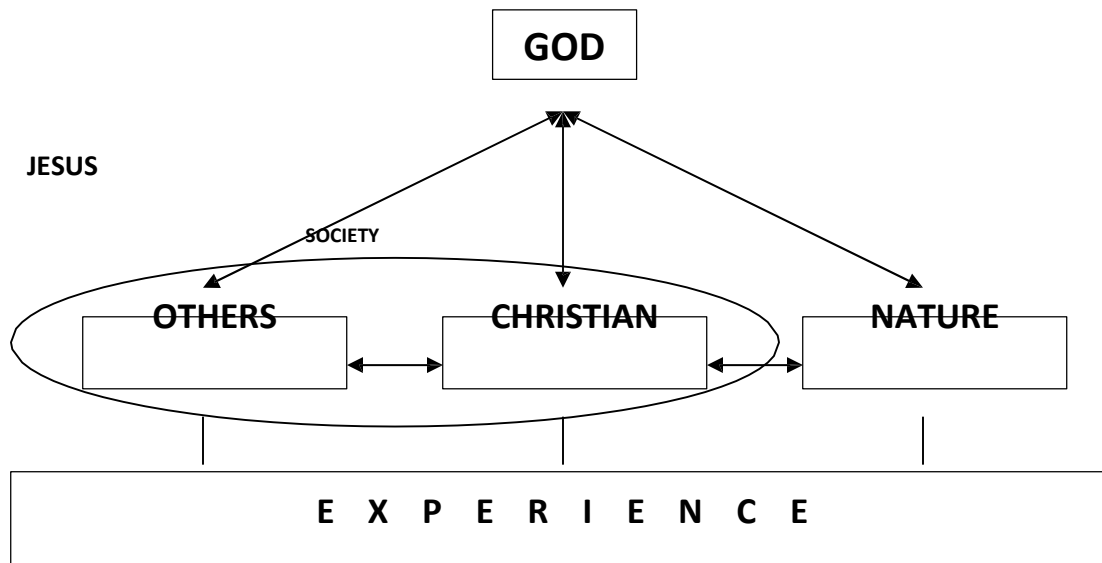 GOD
JESUS
SOCIETY
OTHERS CHRISTIAN NATURE
E X P E R I E N C E